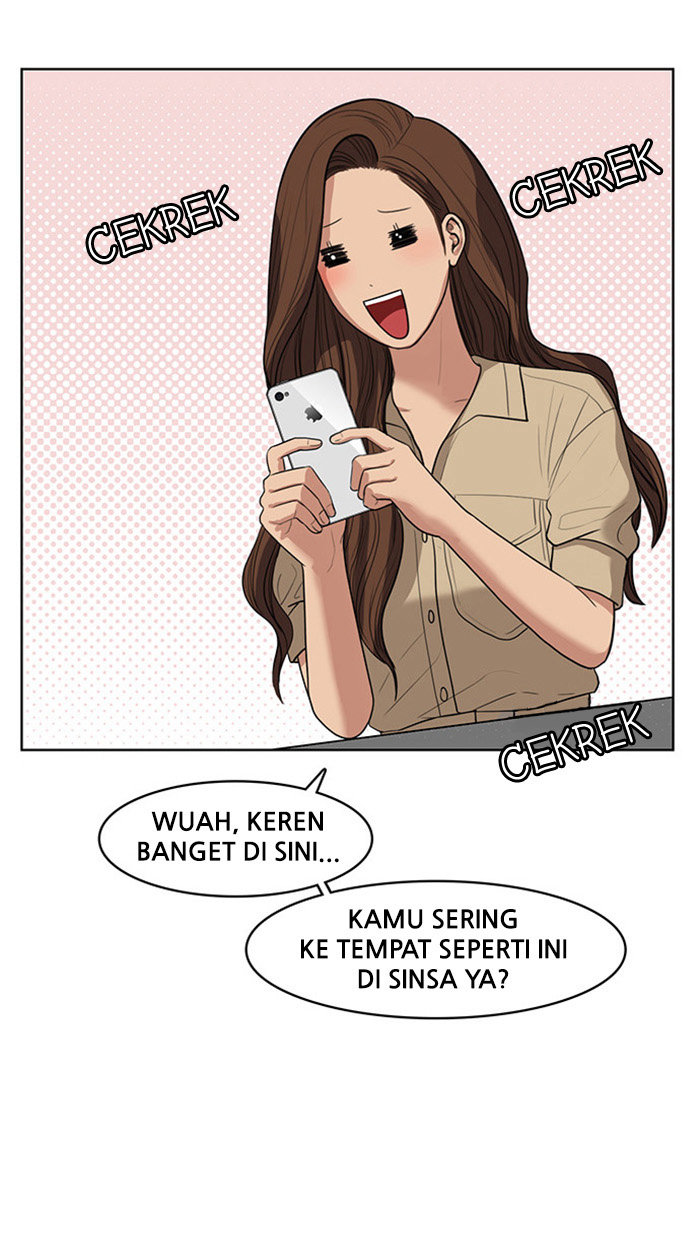 CEKREK
CEKREK
CEKREK
WUAH, KEREN
BANGET DI SINI...
KAMU SERING
KE TEMPAT SEPERTI INI
DI SINSA YA?